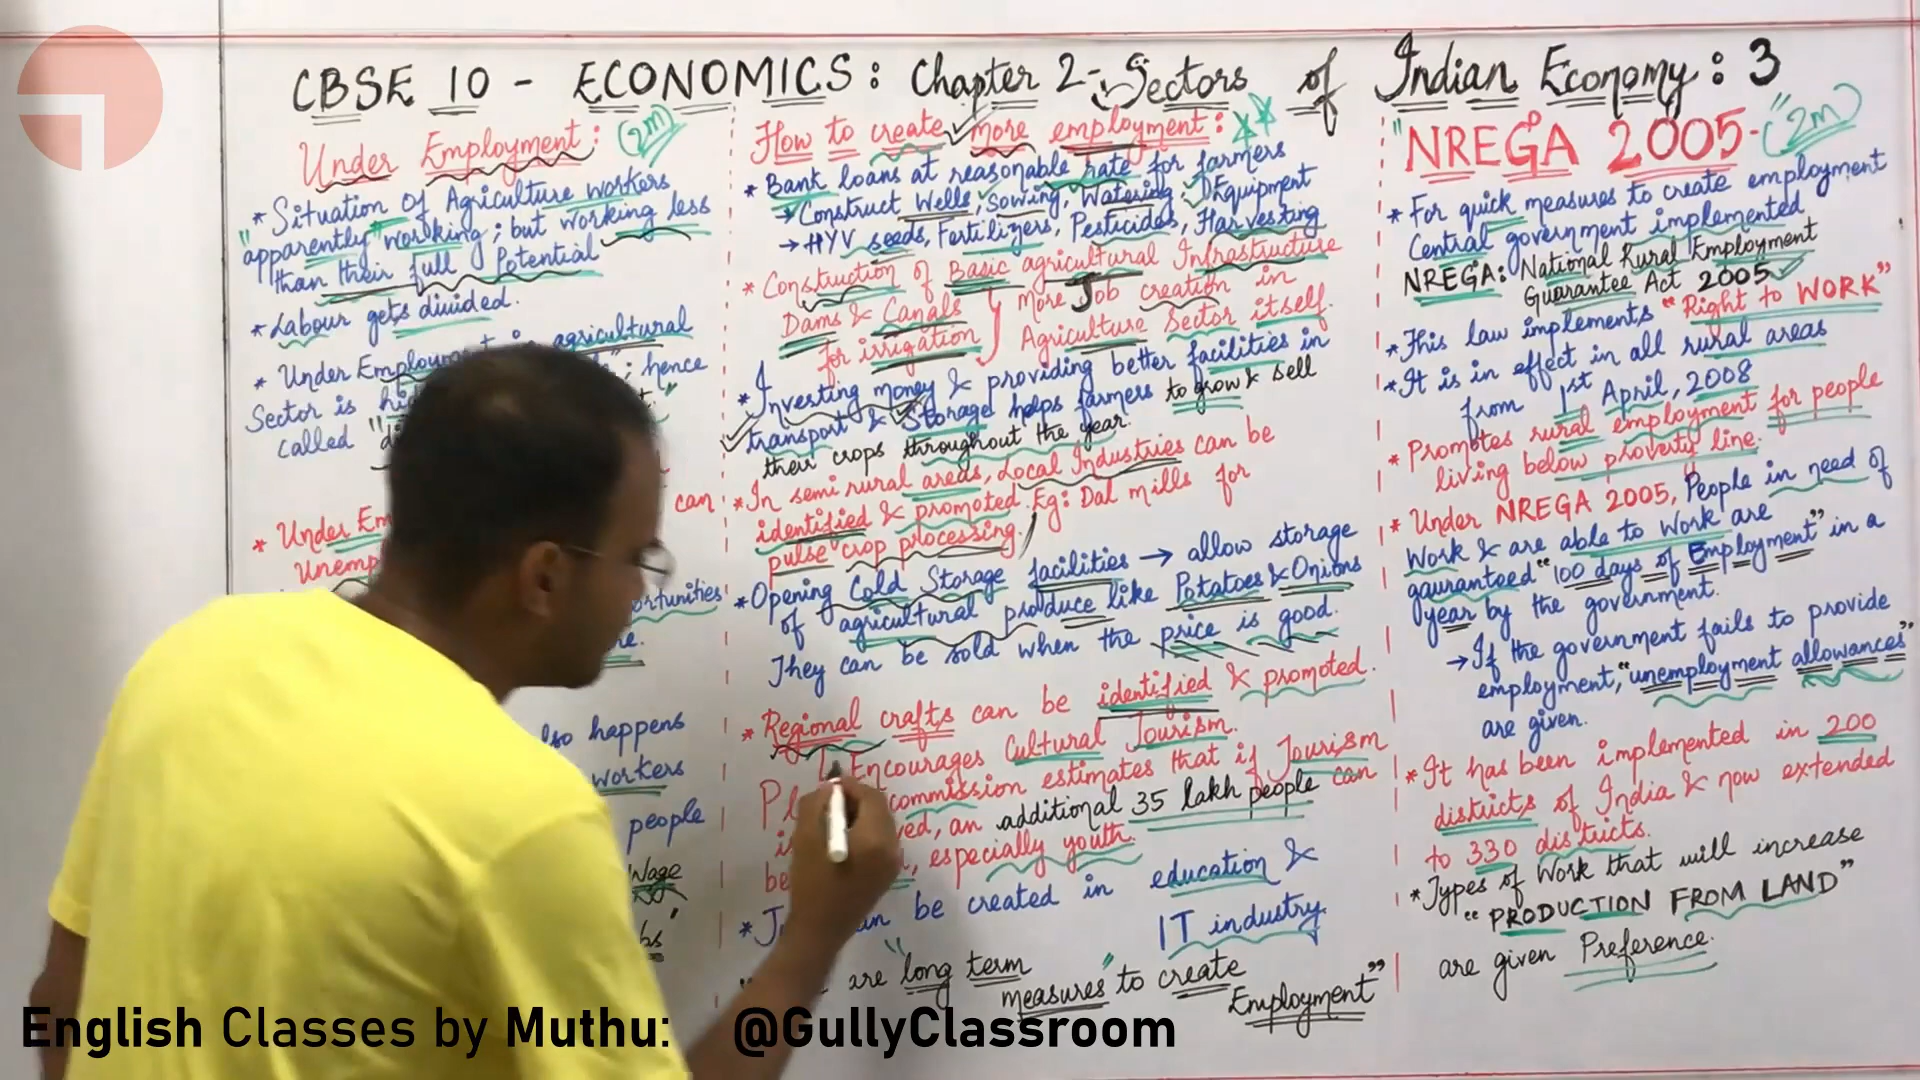 CBSE 10 - ECONOMICS: Chapter 2- Sectors of Indian Economy: 3
Under Employment: (2m)
* Situation of Agriculture workers
"apparently" working; but working less
than their full Potential
* Labour gets divided.
* Under Employment in agricultural
Sector is ; hence
called
can
* Under Em
Unemp
ortunities
re.
lso happens
workers
people
Wage
bs'
How to create more employment:
* Bank loans at reasonable rate for farmers
→ Construct Wells, Sowing, Watering, Equipment
→ HYV seeds, Fertilizers, Pesticides, Harvesting
* Construction of Basic agricultural Infrastructure
Dams & Canals } More Job creation in
for irrigation Agriculture Sector itself.
* Investing money & providing better facilities in
transport & Storage helps farmers to grow & sell
their crops throughout the year.
* In semi rural areas, Local Industries can be
identified & promoted. Eg: Dal mills for
pulse crop processing.
* Opening Cold Storage facilities → allow storage
of agricultural produce like Potatoes & Onions
They can be sold when the price is good.
* Regional crafts can be identified & promoted.
Encourages Cultural Tourism.
Pl commission estimates that if Tourism
is ved, an additional 35 lakh people can
be , especially youth.
* J an be created in education &
IT industry.
are "long term
measures" to create
Employment"
"NREGA 2005- (2m)
* For quick measures to create employment
Central government implemented
NREGA: National Rural Employment
Guarantee Act 2005
* This law implements "Right to WORK"
* It is in effect in all rural areas
from 1st April, 2008
* Promotes rural employment for people
living below proverty line.
* Under NREGA 2005, People in need of
Work & are able to Work are
gauranteed "100 days of Employment" in a
year by the government.
→ If the government fails to provide
employment, "unemployment allowances"
are given.
* It has been implemented in 200
districts of India & now extended
to 330 districts.
* Types of Work that will increase
"PRODUCTION FROM LAND"
are given Preference.
English Classes by Muthu: @GullyClassroom